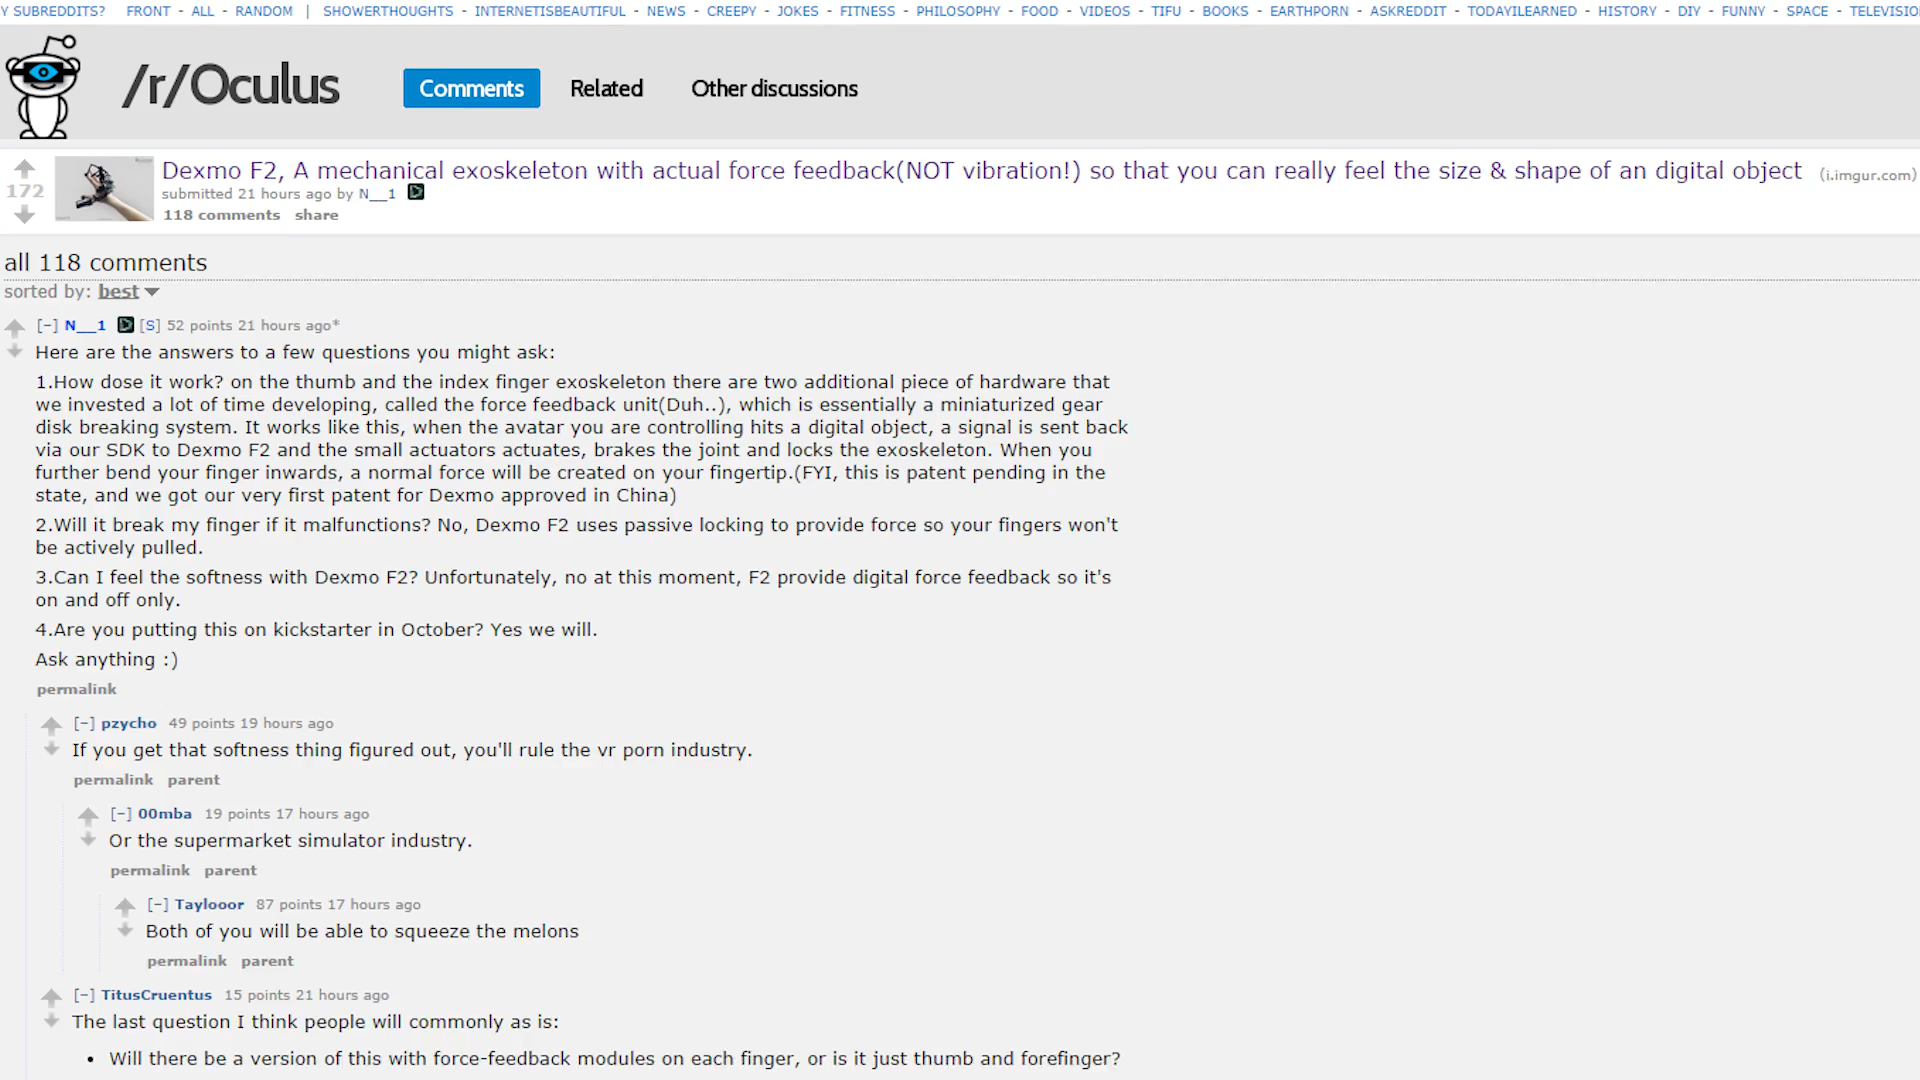 Y SUBREDDITS? FRONT - ALL - RANDOM | SHOWERTHOUGHTS - INTERNETISBEAUTIFUL - NEWS - CREEPY - JOKES - FITNESS - PHILOSOPHY - FOOD - VIDEOS - TIFU - BOOKS - EARTHPORN - ASKREDDIT - TODAYILEARNED - HISTORY - DIY - FUNNY - SPACE - TELEVISIO
/r/Oculus Comments Related Other discussions
172
Dexmo F2, A mechanical exoskeleton with actual force feedback(NOT vibration!) so that you can really feel the size & shape of an digital object (i.imgur.com)
submitted 21 hours ago by N__1
118 comments share
all 118 comments
sorted by: best
[–] N__1 [S] 52 points 21 hours ago*
Here are the answers to a few questions you might ask:
1.How dose it work? on the thumb and the index finger exoskeleton there are two additional piece of hardware that
we invested a lot of time developing, called the force feedback unit(Duh..), which is essentially a miniaturized gear
disk breaking system. It works like this, when the avatar you are controlling hits a digital object, a signal is sent back
via our SDK to Dexmo F2 and the small actuators actuates, brakes the joint and locks the exoskeleton. When you
further bend your finger inwards, a normal force will be created on your fingertip.(FYI, this is patent pending in the
state, and we got our very first patent for Dexmo approved in China)
2.Will it break my finger if it malfunctions? No, Dexmo F2 uses passive locking to provide force so your fingers won't
be actively pulled.
3.Can I feel the softness with Dexmo F2? Unfortunately, no at this moment, F2 provide digital force feedback so it's
on and off only.
4.Are you putting this on kickstarter in October? Yes we will.
Ask anything :)
permalink
[–] pzycho 49 points 19 hours ago
If you get that softness thing figured out, you'll rule the vr porn industry.
permalink parent
[–] 00mba 19 points 17 hours ago
Or the supermarket simulator industry.
permalink parent
[–] Taylooor 87 points 17 hours ago
Both of you will be able to squeeze the melons
permalink parent
[–] TitusCruentus 15 points 21 hours ago
The last question I think people will commonly as is:
• Will there be a version of this with force-feedback modules on each finger, or is it just thumb and forefinger?